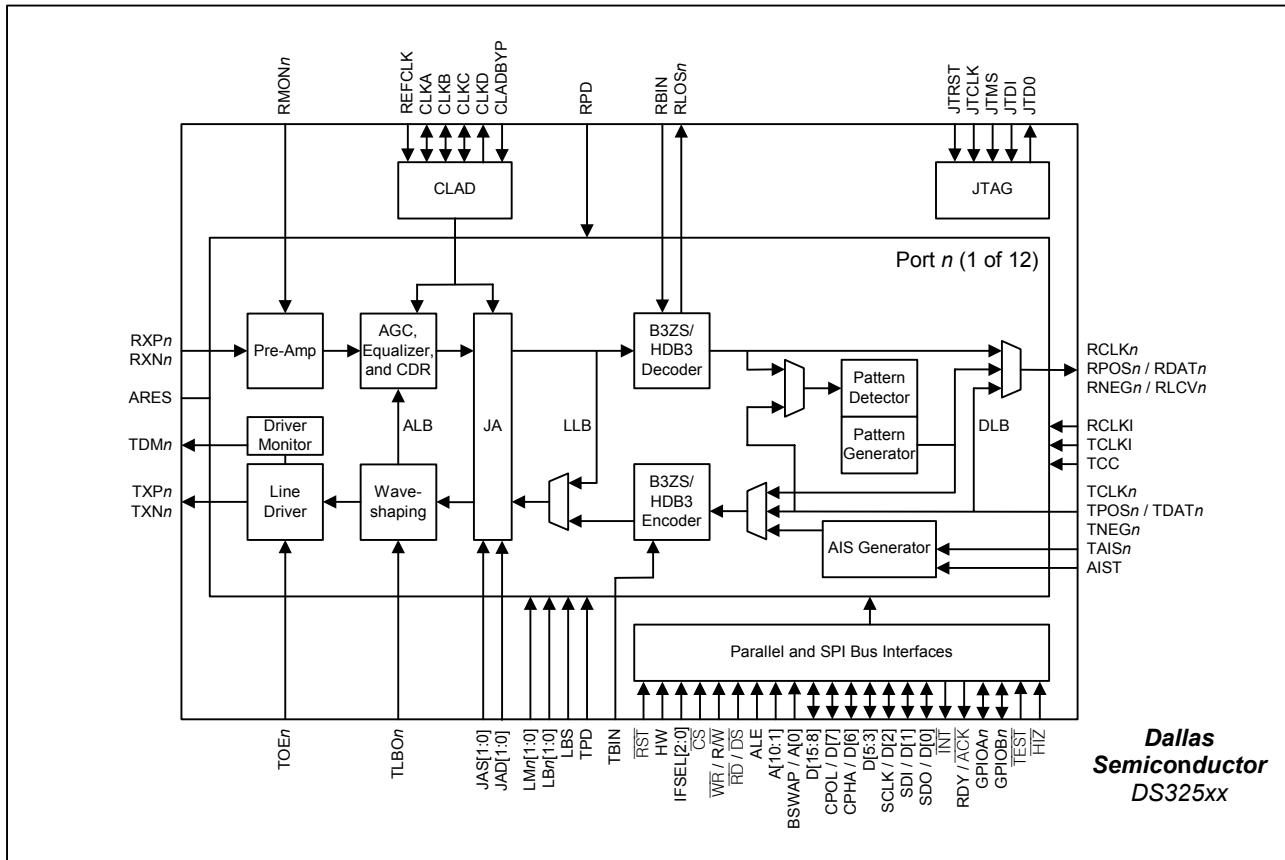 RMONn
REFCLK
CLKA
CLKB
CLKC
CLKD
CLADBYP
RPD
RBIN
RLOSn
JTRST
JTCLK
JTMS
JTDI
JTD0
CLAD
JTAG
Port n (1 of 12)
RXPn
RXNn
ARES
TDMn
TXPn
TXNn
Pre-Amp
AGC,
Equalizer,
and CDR
JA
B3ZS/
HDB3
Decoder
Pattern
Detector
Pattern
Generator
Driver
Monitor
ALB
LLB
DLB
Line
Driver
Wave-
shaping
B3ZS/
HDB3
Encoder
AIS Generator
RCLKn
RPOSn / RDATn
RNEGn / RLCVn
RCLKI
TCLKI
TCC
TCLKn
TPOSn / TDATn
TNEGn
TAISn
AIST
Parallel and SPI Bus Interfaces
TOEn
TLBOn
JAS[1:0]
JAD[1:0]
LMn[1:0]
LBn[1:0]
LBS
TPD
TBIN
RST
HW
IFSEL[2:0]
CS
WR / R/W
RD / DS
ALE
A[10:1]
BSWAP / A[0]
D[15:8]
CPOL / D[7]
CPHA / D[6]
D[5:3]
SCLK / D[2]
SDI / D[1]
SDO / D[0]
INT
RDY / ACK
GPIOAn
GPIOBn
TEST
HIZ
Dallas
Semiconductor
DS325xx